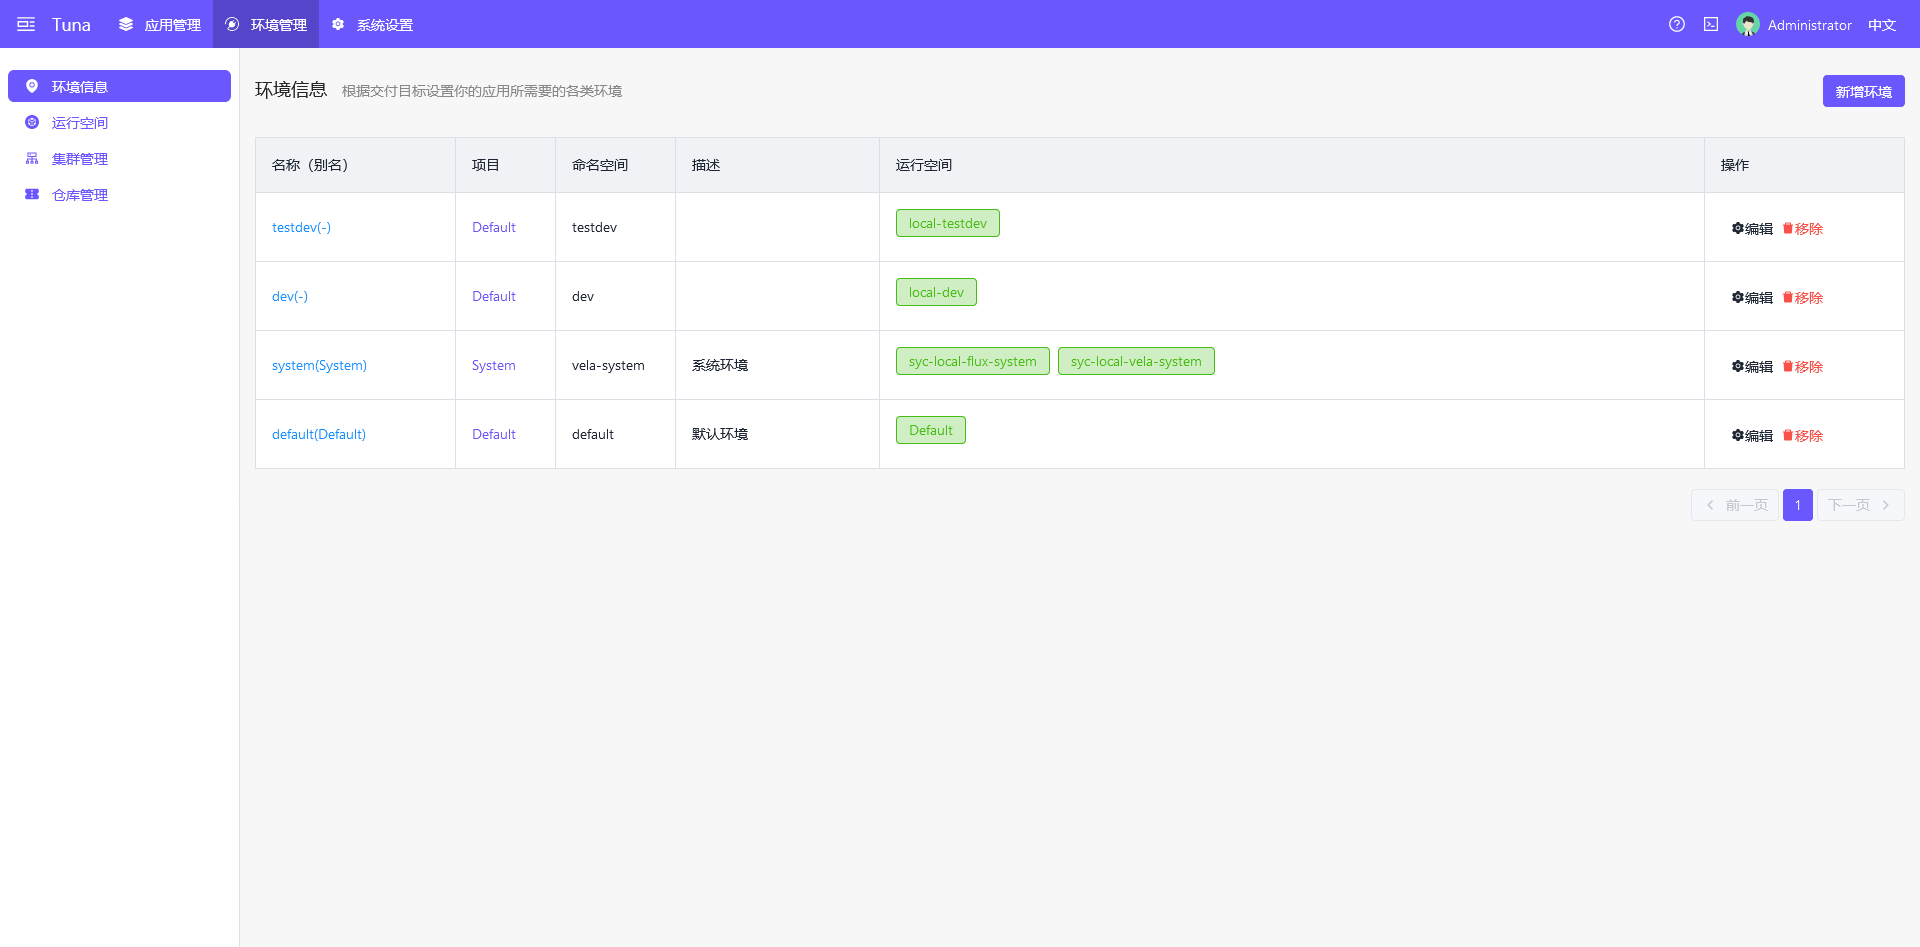 Tuna 应用管理 环境管理 系统设置 Administrator 中文
环境信息
运行空间
集群管理
仓库管理
环境信息 根据交付目标设置你的应用所需要的各类环境 新增环境
名称（别名） 项目 命名空间 描述 运行空间 操作
testdev(-) Default testdev local-testdev 编辑 移除
dev(-) Default dev local-dev 编辑 移除
system(System) System vela-system 系统环境 syc-local-flux-system syc-local-vela-system 编辑 移除
default(Default) Default default 默认环境 Default 编辑 移除
前一页 1 下一页